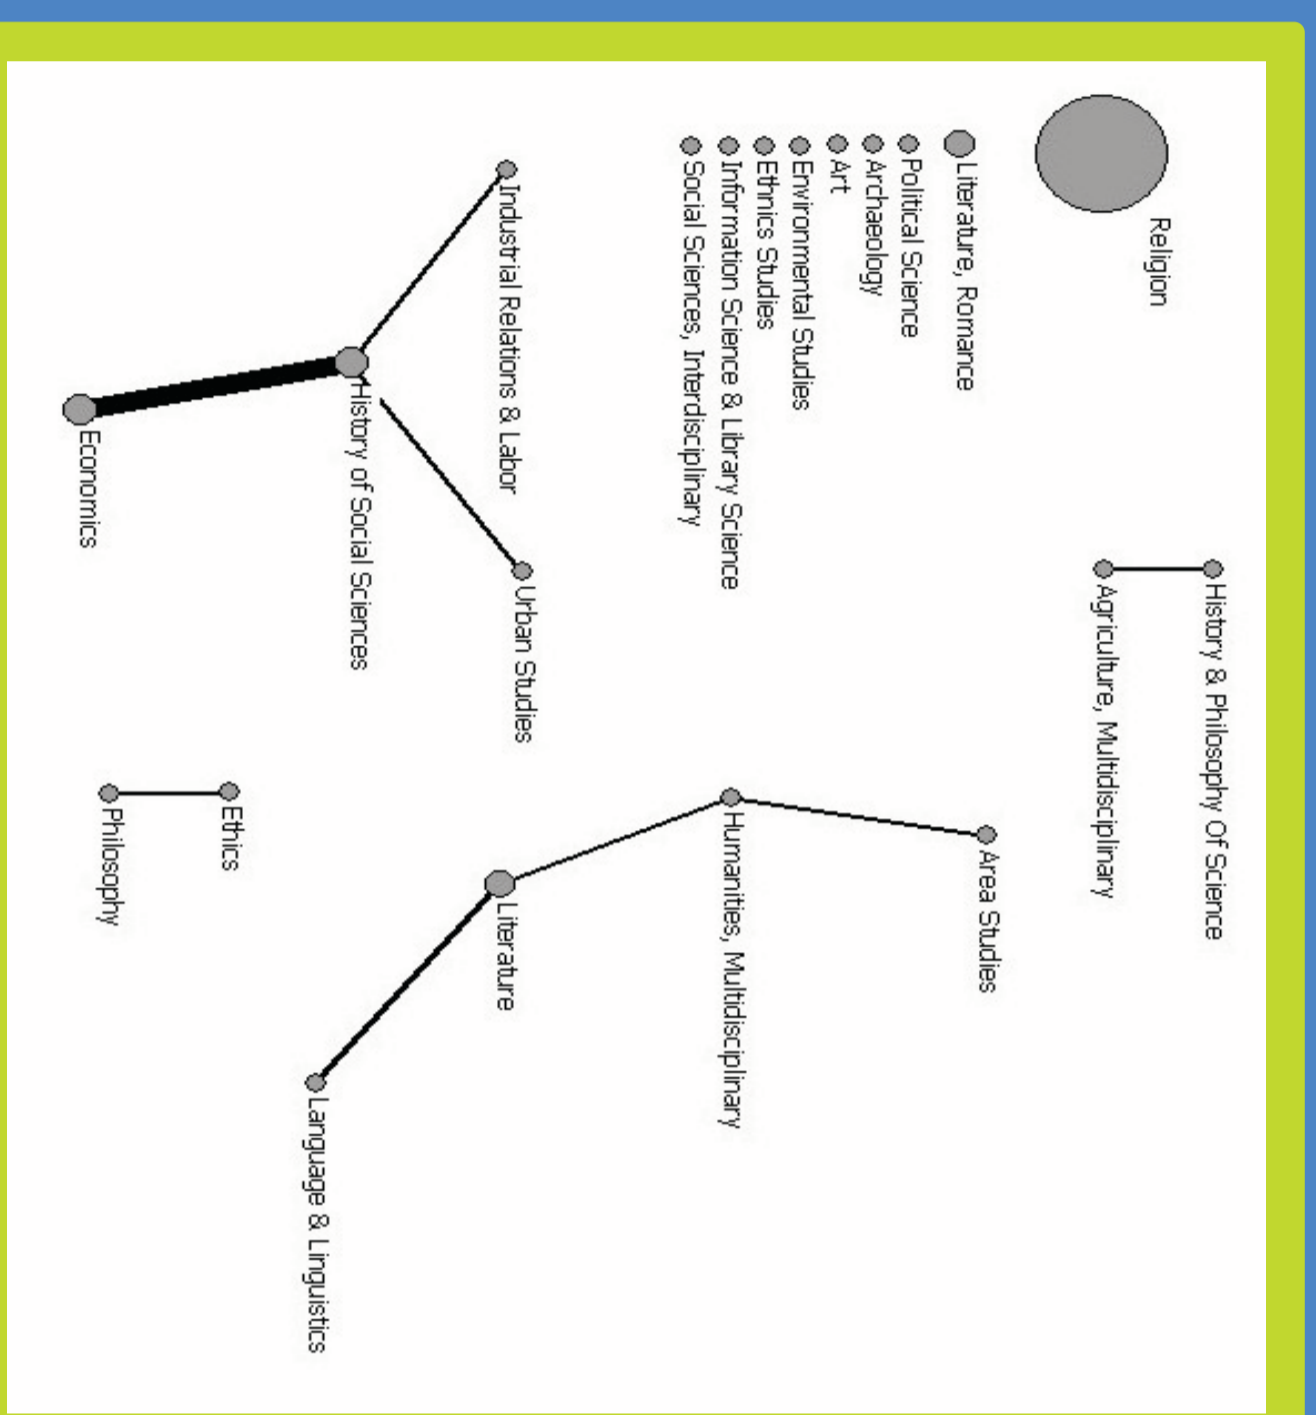 Religion
Literature, Romance
Political Science
Archaeology
Art
Environmental Studies
Ethnics Studies
Information Science & Library Science
Social Sciences, Interdisciplinary
Industrial Relations & Labor
History of Social Sciences
Economics
History & Philosophy Of Science
Agriculture, Multidisciplinary
Urban Studies
Area Studies
Humanities, Multidisciplinary
Literature
Language & Linguistics
Ethics
Philosophy